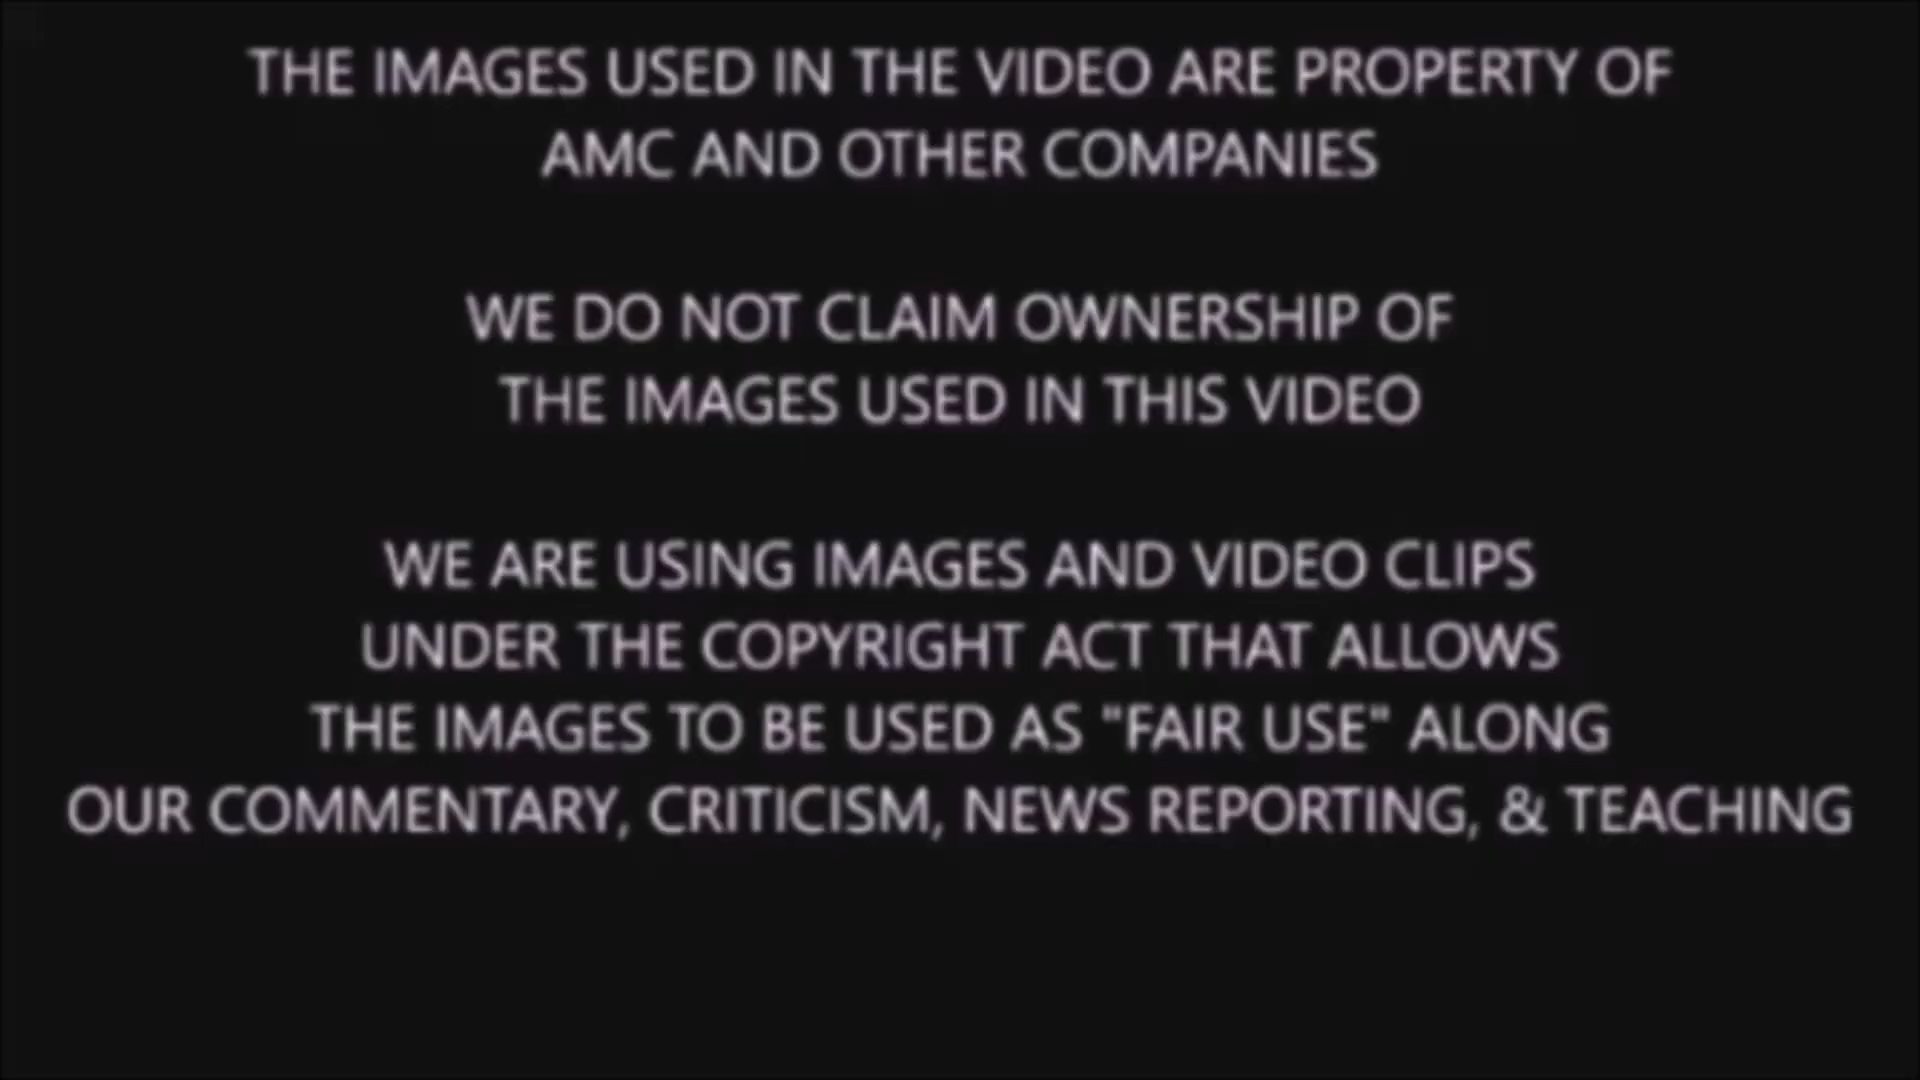 THE IMAGES USED IN THE VIDEO ARE PROPERTY OF
AMC AND OTHER COMPANIES
WE DO NOT CLAIM OWNERSHIP OF
THE IMAGES USED IN THIS VIDEO
WE ARE USING IMAGES AND VIDEO CLIPS
UNDER THE COPYRIGHT ACT THAT ALLOWS
THE IMAGES TO BE USED AS "FAIR USE" ALONG
OUR COMMENTARY, CRITICISM, NEWS REPORTING, & TEACHING